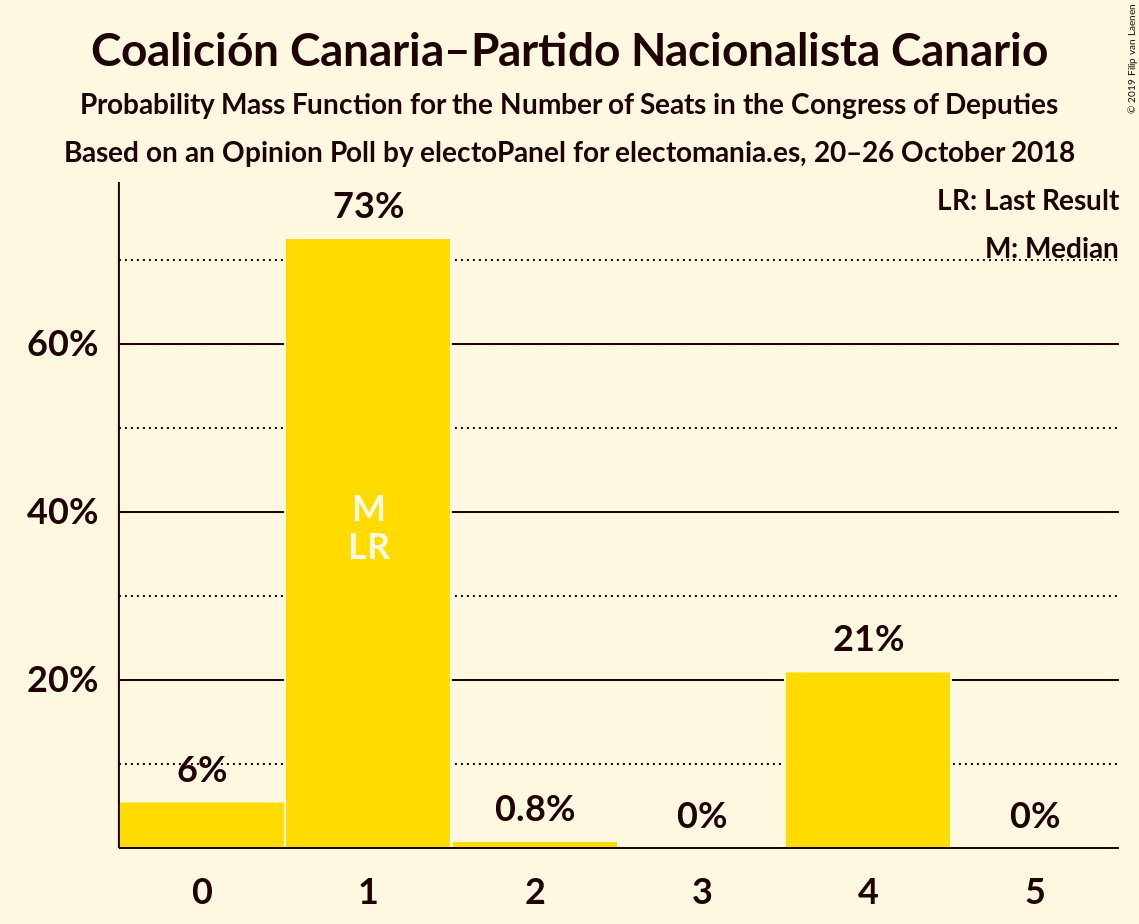 Coalición Canaria–Partido Nacionalista Canario
Probability Mass Function for the Number of Seats in the Congress of Deputies
Based on an Opinion Poll by electoPanel for electomania.es, 20–26 October 2018
© 2019 Filip van Laenen
LR: Last Result
M: Median
73%
60%
M
40%
LR
21%
20%
6%
0.8%
0%
0%
0 1 2 3 4 5